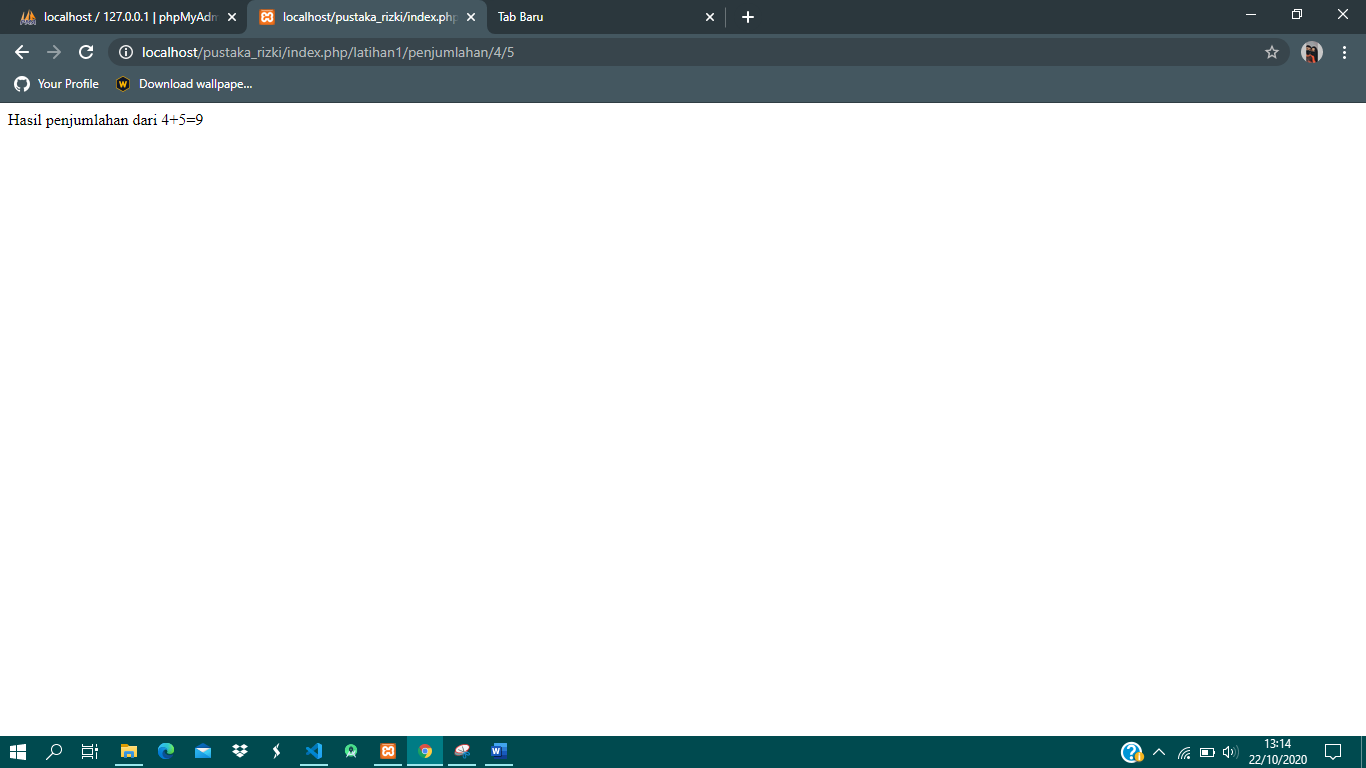 localhost / 127.0.0.1 | phpMyAdm
localhost/pustaka_rizki/index.php
Tab Baru
localhost/pustaka_rizki/index.php/latihan1/penjumlahan/4/5
Your Profile
Download wallpape...
Hasil penjumlahan dari 4+5=9
13:14
22/10/2020